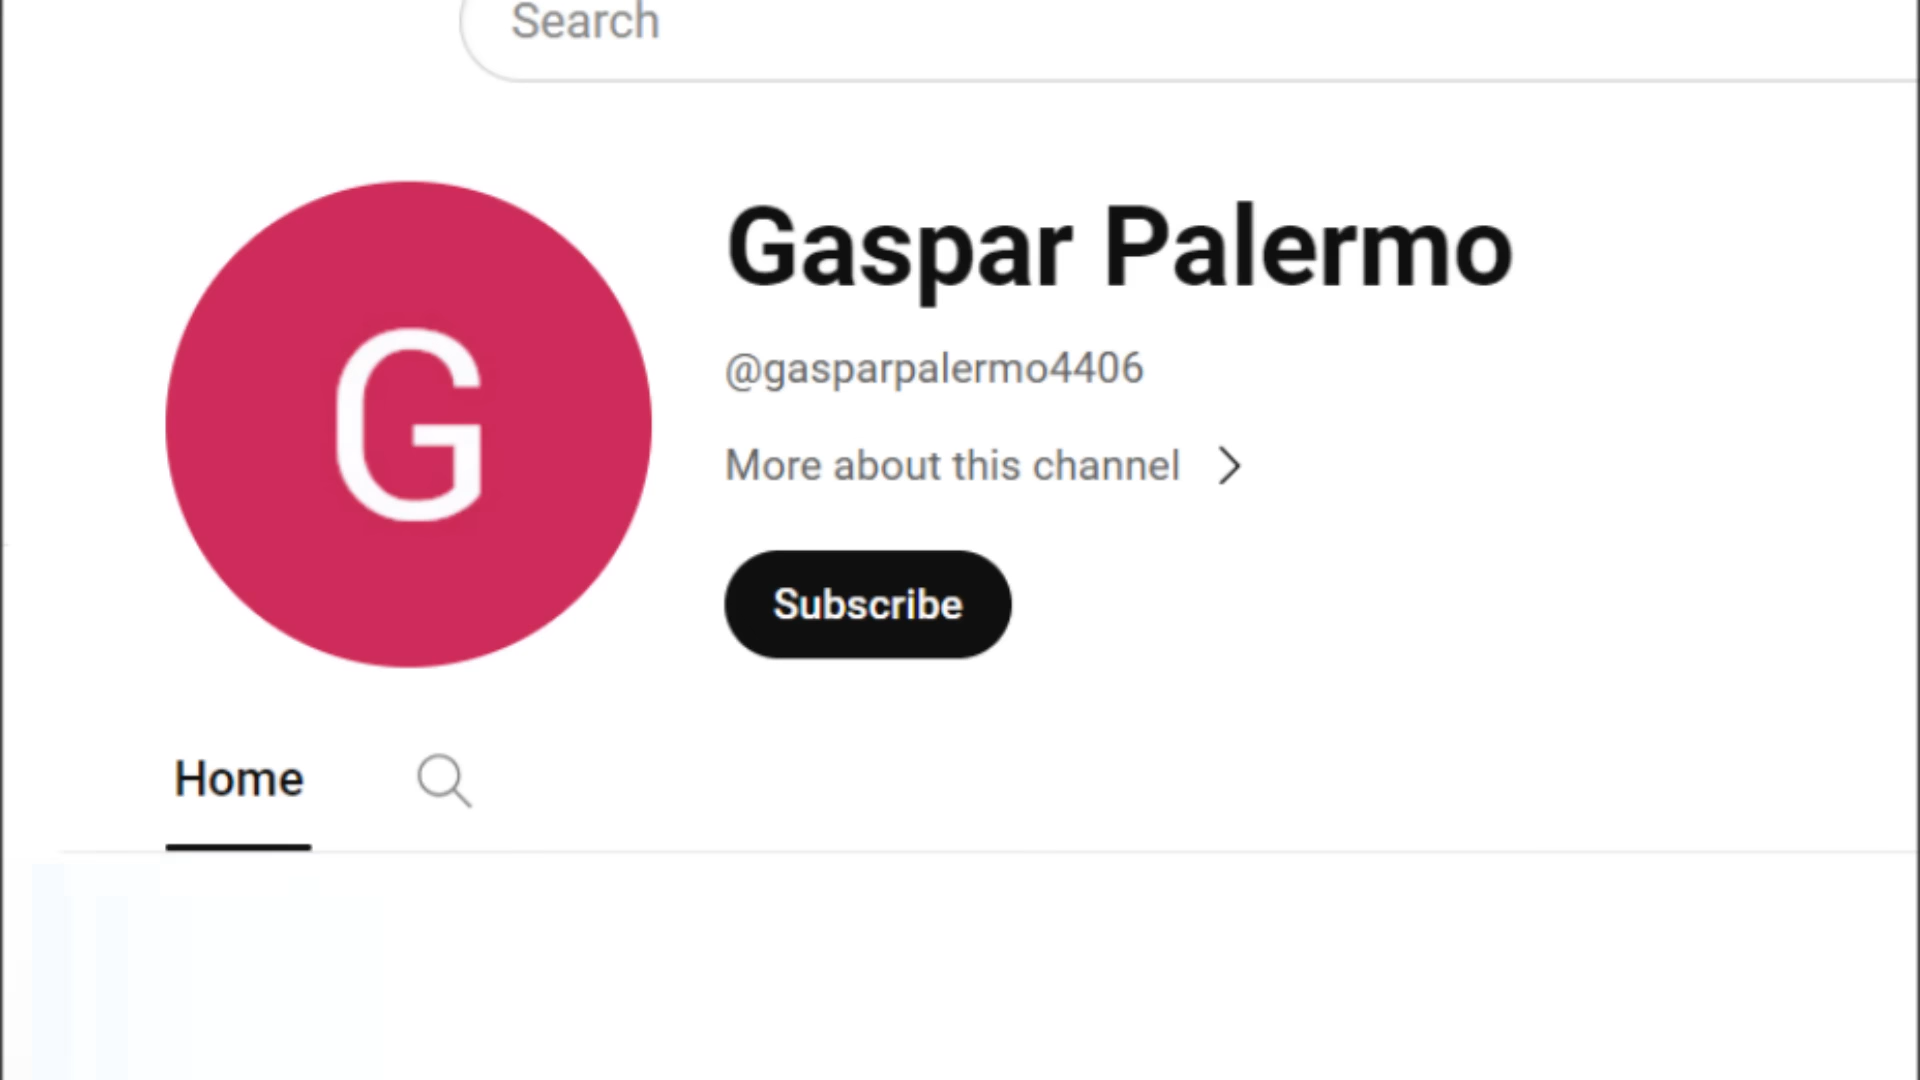 Search
G
Gaspar Palermo
@gasparpalermo4406
More about this channel
Subscribe
Home